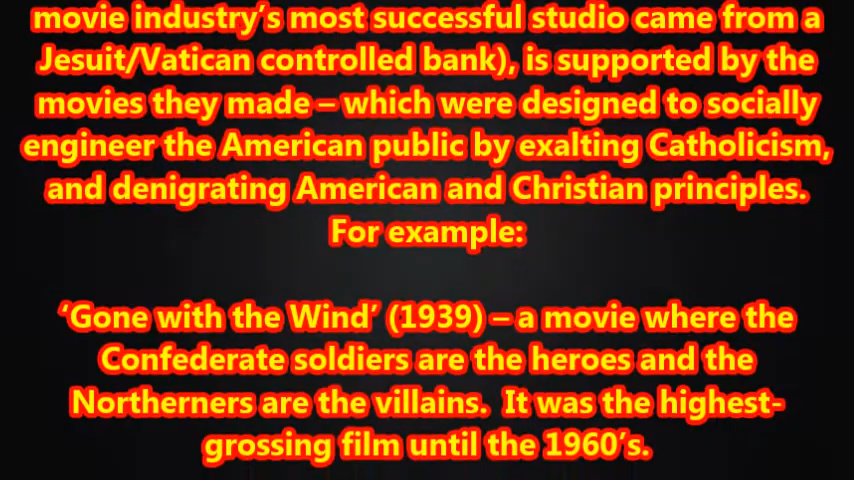 movie industry’s most successful studio came from a
Jesuit/Vatican controlled bank), is supported by the
movies they made – which were designed to socially
engineer the American public by exalting Catholicism,
and denigrating American and Christian principles.
For example:
‘Gone with the Wind’ (1939) – a movie where the
Confederate soldiers are the heroes and the
Northerners are the villains.  It was the highest-
grossing film until the 1960’s.